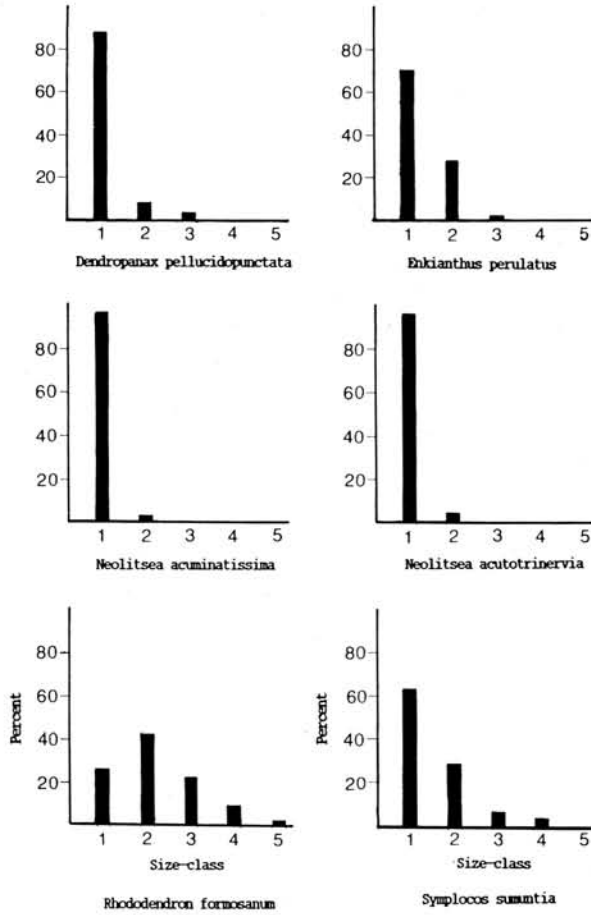 80
60
40
20
1 2 3 4 5
Dendropanax pellucidopunctata
80
60
40
20
1 2 3 4 5
Enkianthus perulatus
80
60
40
20
1 2 3 4 5
Neolitsea acuminatissima
80
60
40
20
1 2 3 4 5
Neolitsea acutotrinervia
Percent
80
60
40
20
1 2 3 4 5
Size-class
Rhododendron formosanum
Percent
80
60
40
20
1 2 3 4 5
Size-class
Symplocos sumuntia